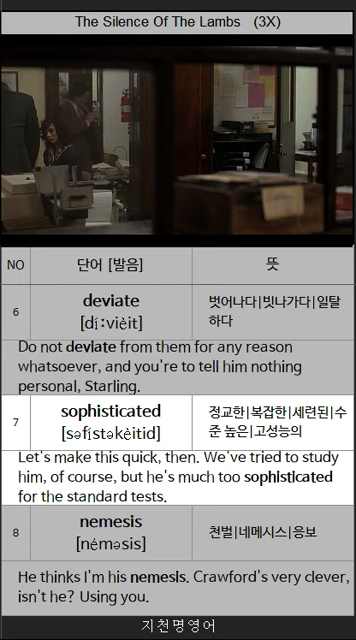 The Silence Of The Lambs (3X)
NO 단어 [발음] 뜻
6 deviate [díːvièit] 벗어나다|빗나가다|일탈
하다
Do not deviate from them for any reason
whatsoever, and you're to tell him nothing
personal, Starling.
7 sophisticated [səfístəkèitid] 정교한|복잡한|세련된|수
준 높은|고성능의
Let's make this quick, then. We've tried to study
him, of course, but he's much too sophisticated
for the standard tests.
8 nemesis [néməsis] 천벌|네메시스|응보
He thinks I'm his nemesis. Crawford's very clever,
isn't he? Using you.
지천명영어